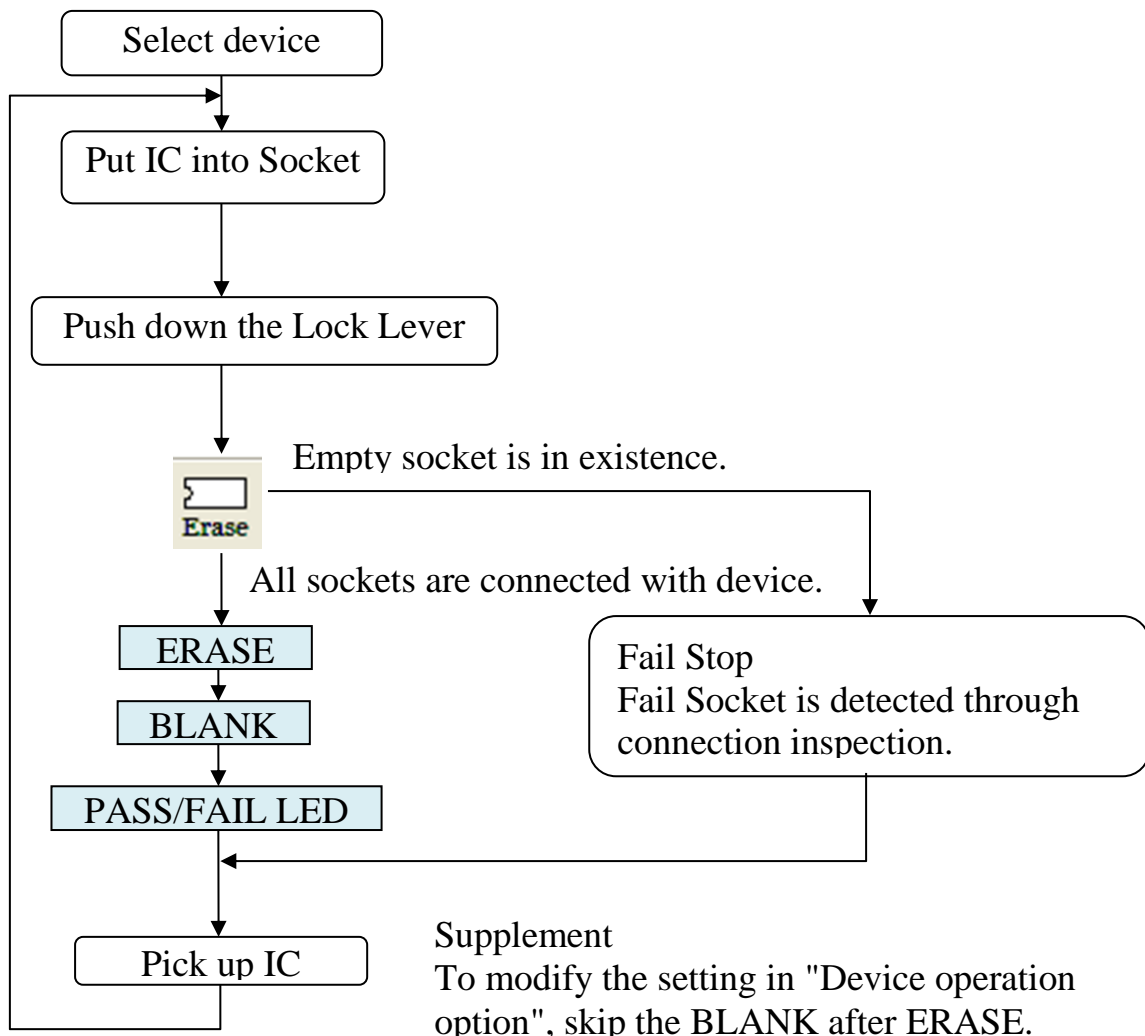 Select device
Put IC into Socket
Push down the Lock Lever
Empty socket is in existence.
Erase
All sockets are connected with device.
ERASE
BLANK
PASS/FAIL LED
Fail Stop
Fail Socket is detected through
connection inspection.
Pick up IC
Supplement
To modify the setting in "Device operation
option", skip the BLANK after ERASE.